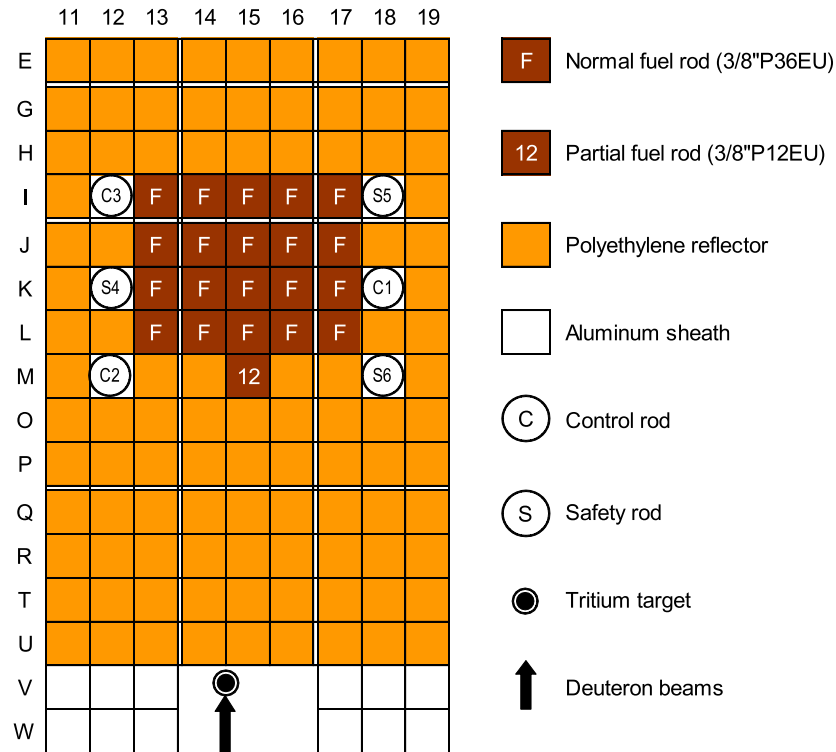 11 12 13 14 15 16 17 18 19
E
F Normal fuel rod (3/8"P36EU)
G
H
12 Partial fuel rod (3/8"P12EU)
I C3 F F F F F S5
J F F F F F
Polyethylene reflector
K S4 F F F F F C1
L F F F F F
Aluminum sheath
M C2 12 S6
O
C Control rod
P
Q
S Safety rod
R
T
Tritium target
U
V
Deuteron beams
W